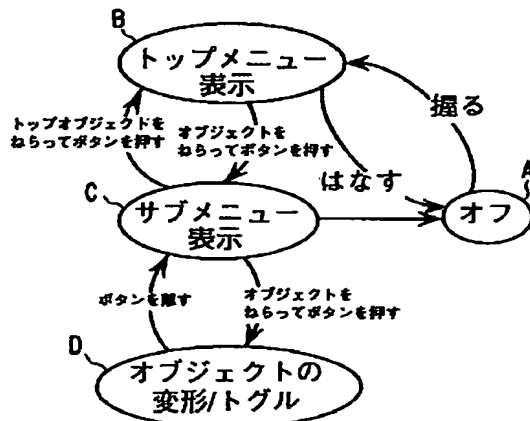 B
トップメニュー
表示
握る
トップオブジェクトを
ねらってボタンを押す
オブジェクトを
ねらってボタンを押す
はなす
A
オフ
C
サブメニュー
表示
ボタンを離す
オブジェクトを
ねらってボタンを押す
D
オブジェクトの
変形/トグル